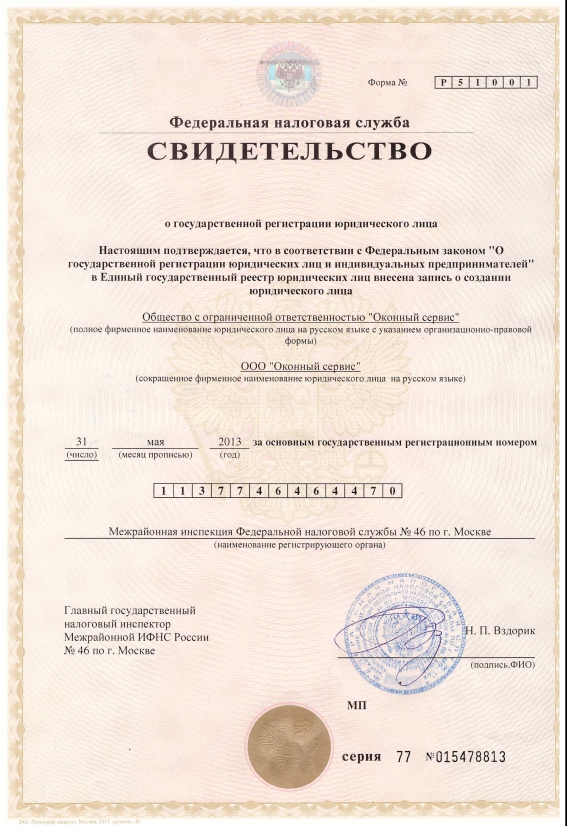 Форма №
Р 5 1 0 0 1
Федеральная налоговая служба
СВИДЕТЕЛЬСТВО
о государственной регистрации юридического лица
Настоящим подтверждается, что в соответствии с Федеральным законом "О
государственной регистрации юридических лиц и индивидуальных предпринимателей"
в Единый государственный реестр юридических лиц внесена запись о создании
юридического лица
Общество с ограниченной ответственностью "Оконный сервис"
(полное фирменное наименование юридического лица на русском языке с указанием организационно-правовой
формы)
ООО "Оконный сервис"
(сокращенное фирменное наименование юридического лица на русском языке)
31 мая 2013 за основным государственным регистрационным номером
(число) (месяц прописью) (год)
1 1 3 7 7 4 6 4 6 4 4 7 0
Межрайонная инспекция Федеральной налоговой службы № 46 по г. Москве
(наименование регистрирующего органа)
Главный государственный
налоговый инспектор
Межрайонной ИФНС России
№ 46 по г. Москве
Н. П. Вздорик
(подпись,ФИО)
МП
серия 77 №015478813